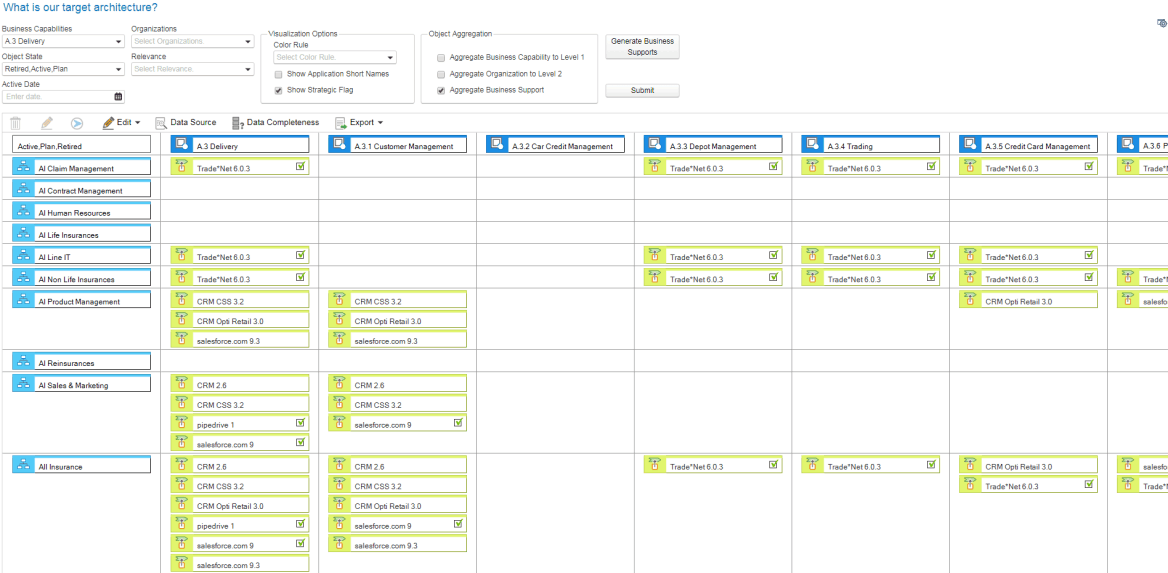 What is our target architecture?
Business Capabilities
Organizations
A.3 Delivery
Select Organizations.
Object State
Relevance
Retired,Active,Plan
Select Relevance.
Active Date
Enter date.
Visualization Options
Color Rule
Select Color Rule.
Show Application Short Names
Show Strategic Flag
Object Aggregation
Aggregate Business Capability to Level 1
Aggregate Organization to Level 2
Aggregate Business Support
Generate Business
Supports
Submit
Edit
Data Source
Data Completeness
Export
Active,Plan,Retired
A.3 Delivery
A.3.1 Customer Management
A.3.2 Car Credit Management
A.3.3 Depot Management
A.3.4 Trading
A.3.5 Credit Card Management
A.3.6 P
AI Claim Management
Trade*Net 6.0.3
Trade*Net 6.0.3
Trade*Net 6.0.3
Trade*Net 6.0.3
Trade*N
AI Contract Management
AI Human Resources
AI Life Insurances
AI Line IT
Trade*Net 6.0.3
Trade*Net 6.0.3
Trade*Net 6.0.3
Trade*Net 6.0.3
AI Non Life Insurances
Trade*Net 6.0.3
Trade*Net 6.0.3
Trade*Net 6.0.3
Trade*Net 6.0.3
Trade*N
AI Product Management
CRM CSS 3.2
CRM CSS 3.2
CRM Opti Retail 3.0
salesfo
CRM Opti Retail 3.0
CRM Opti Retail 3.0
salesforce.com 9.3
salesforce.com 9.3
AI Reinsurances
AI Sales & Marketing
CRM 2.6
CRM 2.6
CRM CSS 3.2
CRM CSS 3.2
pipedrive 1
salesforce.com 9
salesforce.com 9
All Insurance
CRM 2.6
CRM 2.6
Trade*Net 6.0.3
Trade*Net 6.0.3
CRM Opti Retail 3.0
salesfo
CRM CSS 3.2
CRM CSS 3.2
Trade*Net 6.0.3
Trade*N
CRM Opti Retail 3.0
CRM Opti Retail 3.0
pipedrive 1
salesforce.com 9
salesforce.com 9
salesforce.com 9.3
salesforce.com 9.3